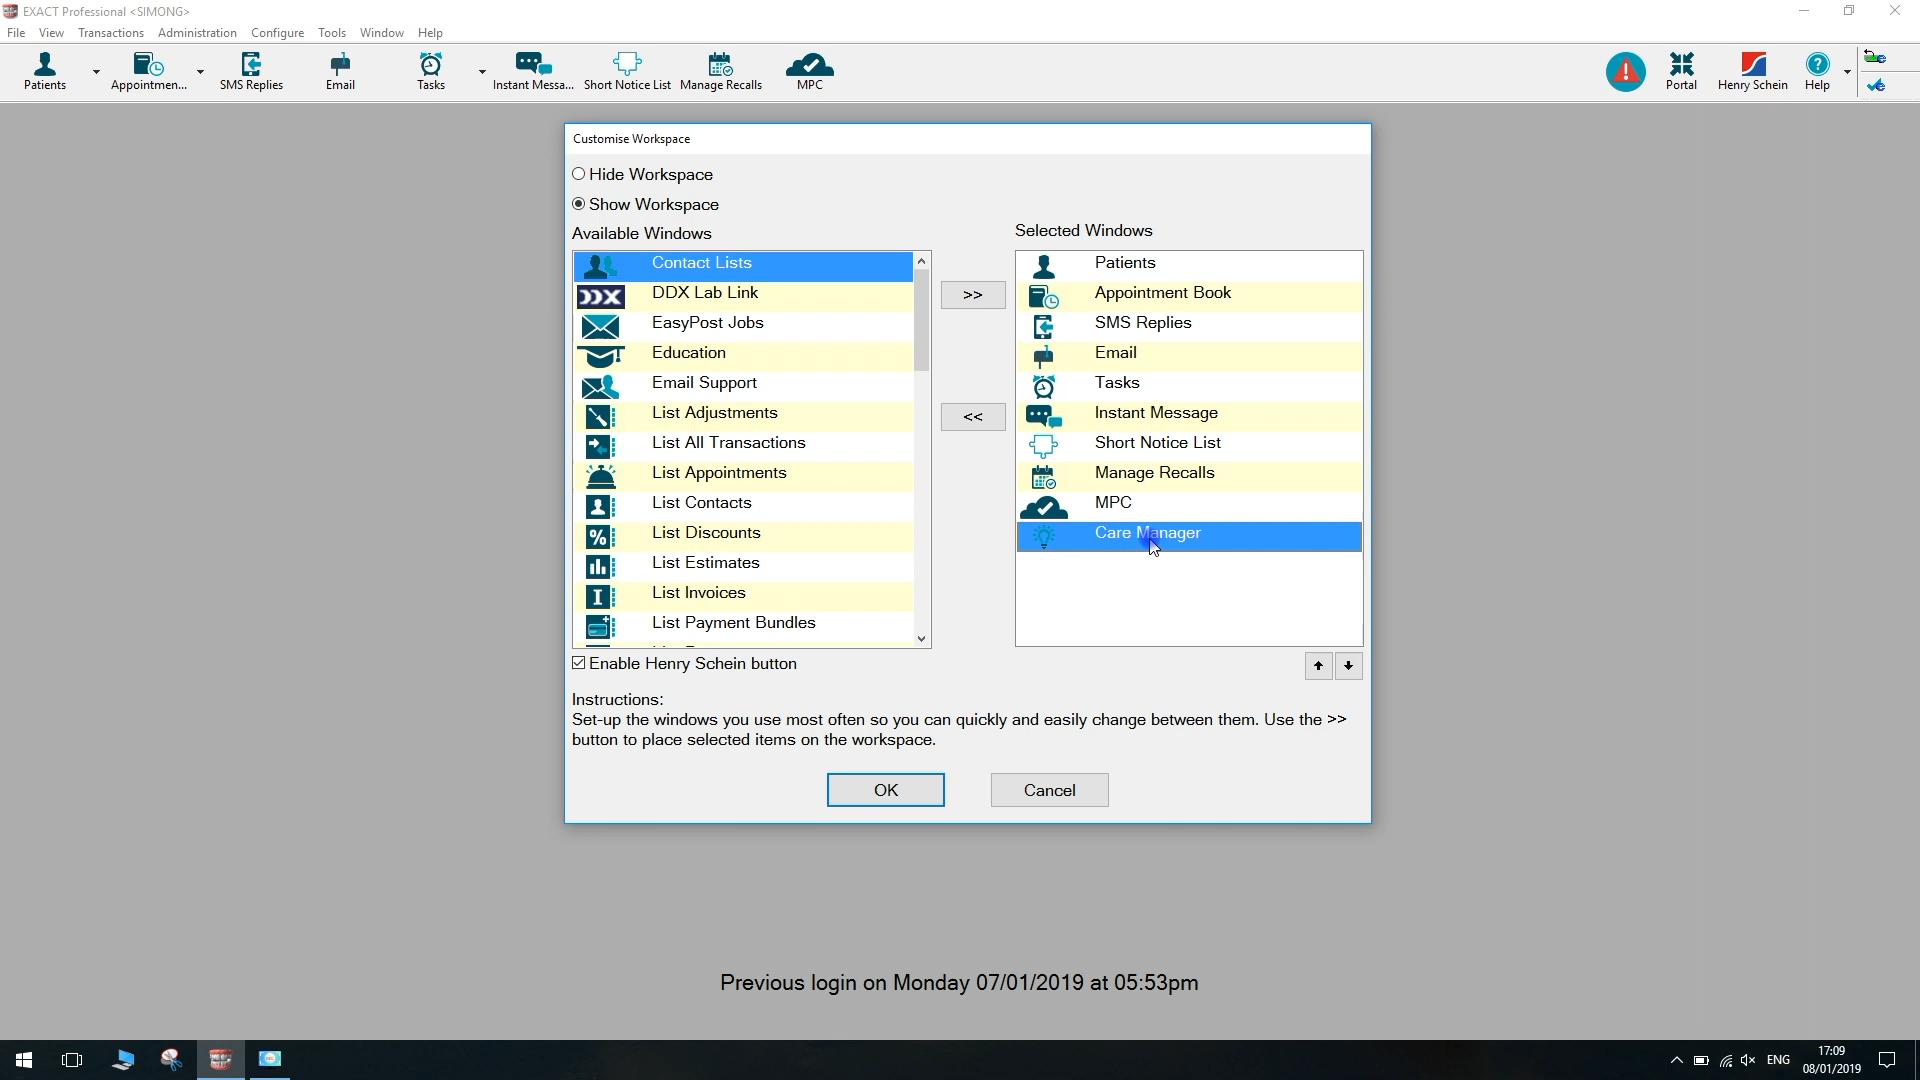 EXACT Professional <SIMONG>
File View Transactions Administration Configure Tools Window Help
Patients Appointmen... SMS Replies Email Tasks Instant Messa... Short Notice List Manage Recalls MPC Portal Henry Schein Help
Customise Workspace
Hide Workspace
Show Workspace
Available Windows
Contact Lists
DDX DDX Lab Link
EasyPost Jobs
Education
Email Support
List Adjustments
List All Transactions
List Appointments
List Contacts
% List Discounts
List Estimates
I List Invoices
List Payment Bundles
>>
<<
Selected Windows
Patients
Appointment Book
SMS Replies
Email
Tasks
Instant Message
Short Notice List
Manage Recalls
MPC
Care Manager
Enable Henry Schein button
Instructions:
Set-up the windows you use most often so you can quickly and easily change between them. Use the >>
button to place selected items on the workspace.
OK Cancel
Previous login on Monday 07/01/2019 at 05:53pm
ENG
17:09
08/01/2019